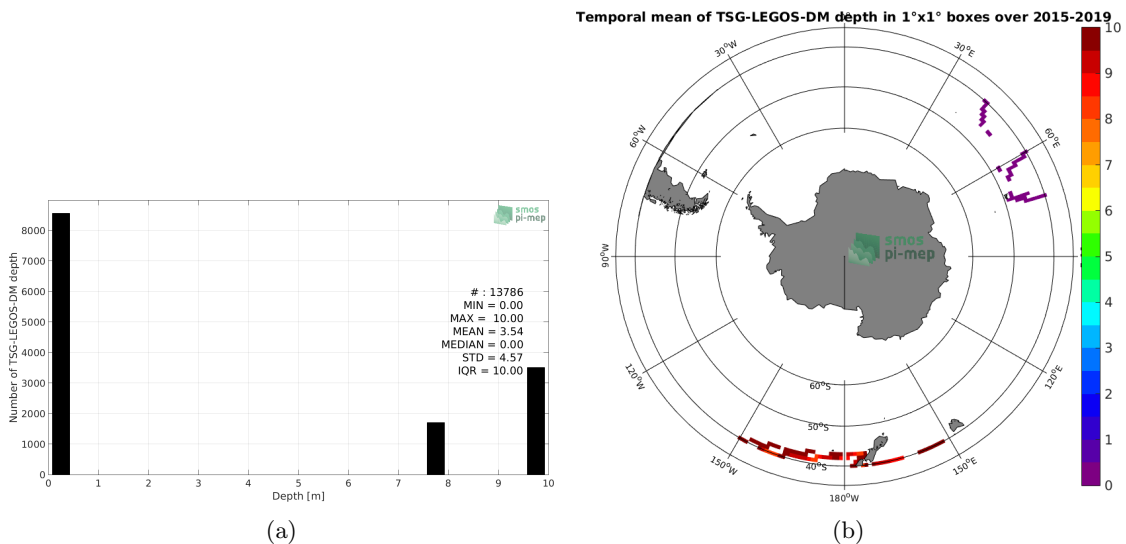 Temporal mean of TSG-LEGOS-DM depth in 1°x1° boxes over 2015-2019
Number of TSG-LEGOS-DM depth
8000
7000
6000
5000
4000
3000
2000
1000
0
smos
pi-mep
# : 13786
MIN = 0.00
MAX = 10.00
MEAN = 3.54
MEDIAN = 0.00
STD = 4.57
IQR = 10.00
0 1 2 3 4 5 6 7 8 9 10
Depth [m]
(a)
30°W
30°E
60°W
60°E
90°W
120°W
120°E
150°W
150°E
180°W
60°S
50°S
40°S
smos
pi-mep
10
9
8
7
6
5
4
3
2
1
0
(b)